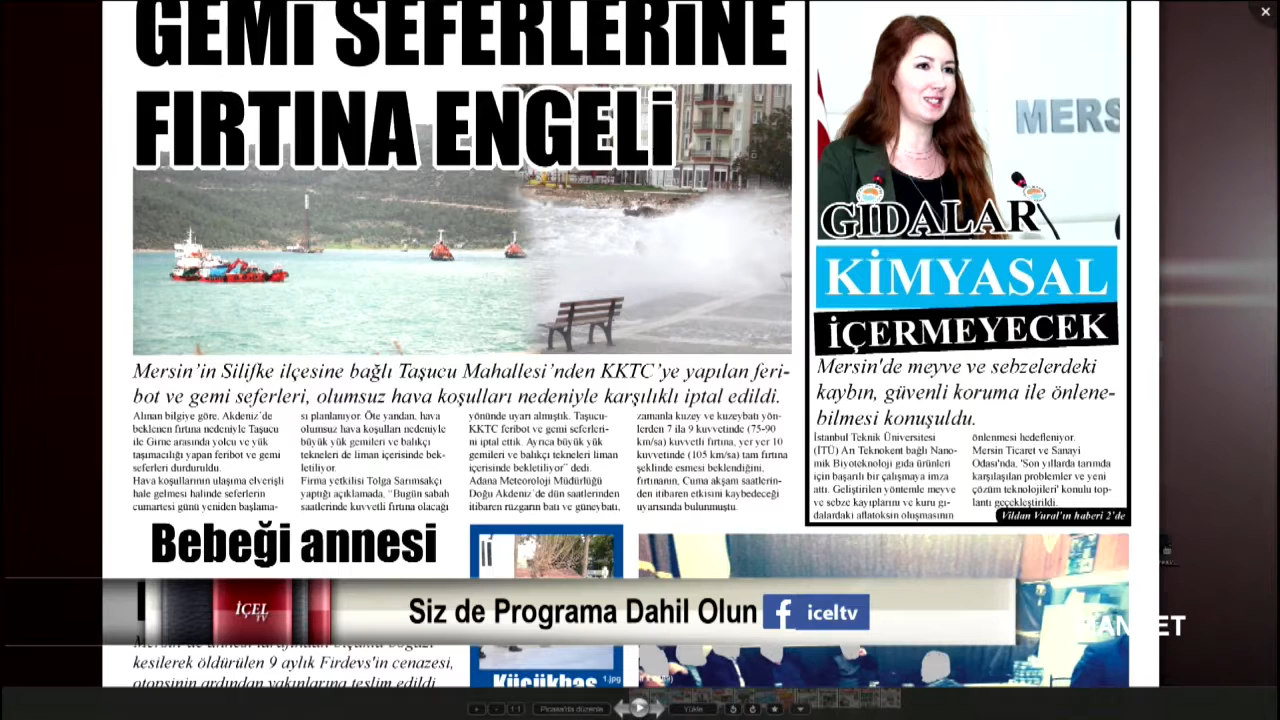 GEMİ SEFERLERİNE
FIRTINA ENGELİ
Mersin'in Silifke ilçesine bağlı Taşucu Mahallesi'nden KKTC'ye yapılan feri-
bot ve gemi seferleri, olumsuz hava koşulları nedeniyle karşılıklı iptal edildi.
Alınan bilgiye göre, Akdeniz'de
beklenen fırtına nedeniyle Taşucu
ile Girne arasında yolcu ve yük
taşımacılığı yapan feribot ve gemi
seferleri durduruldu.
Hava koşullarının ulaşıma elverişli
hale gelmesi halinde seferlerin
cumartesi günü yeniden başlama-
sı planlanıyor. Öte yandan, hava
olumsuz hava koşulları nedeniyle
büyük yük gemileri ve balıkçı
tekneleri de liman içerisinde bek-
letiliyor.
Firma yetkilisi Tolga Sarımsakçı
yaptığı açıklamada, "Bugün sabah
saatlerinde kuvvetli fırtına olacağı
yönünde uyarı almıştık. Taşucu-
KKTC feribot ve gemi seferleri-
ni iptal ettik. Ayrıca büyük yük
gemileri ve balıkçı tekneleri liman
içerisinde bekletiliyor" dedi.
Adana Meteoroloji Müdürlüğü
Doğu Akdeniz'de dün saatlerinden
itibaren rüzgarın batı ve güneybatı,
zamanla kuzey ve kuzeybatı yön-
lerden 7 ila 9 kuvvetinde (75-90
km/sa) kuvvetli fırtına, yer yer 10
kuvvetinde (105 km/sa) tam fırtına
şeklinde esmesi beklendiğini,
fırtınanın, Cuma akşam saatlerin-
den itibaren etkisini kaybedeceği
uyarısında bulunmuştu.
MERS
GIDALAR
KİMYASAL
İÇERMEYECEK
Mersin'de meyve ve sebzelerdeki
kaybın, güvenli koruma ile önlene-
bilmesi konuşuldu.
İstanbul Teknik Üniversitesi
(İTÜ) Arı Teknokent bağlı Nano-
mik Biyoteknoloji gıda ürünleri
için başarılı bir çalışmaya imza
attı. Geliştirilen yöntemle meyve
ve sebze kayıplarını ve kuru gı-
dalardaki aflatoksin oluşmasının
önlenmesi hedefleniyor.
Mersin Ticaret ve Sanayi
Odası'nda, 'Son yıllarda tarımda
karşılaşılan problemler ve yeni
çözüm teknolojileri' konulu top-
lantı geçekleştirildi.
Vildan Vural'ın haberi 2'de
Bebeği annesi
İÇEL
TV
Siz de Programa Dahil Olun
f iceltv
kesilerek öldürülen 9 aylık Firdevs'in cenazesi,
otopsinin ardından yakınlarına teslim edildi
Küçükbaş
1.jpg
1:1
Picasa'da düzenle
Yükle